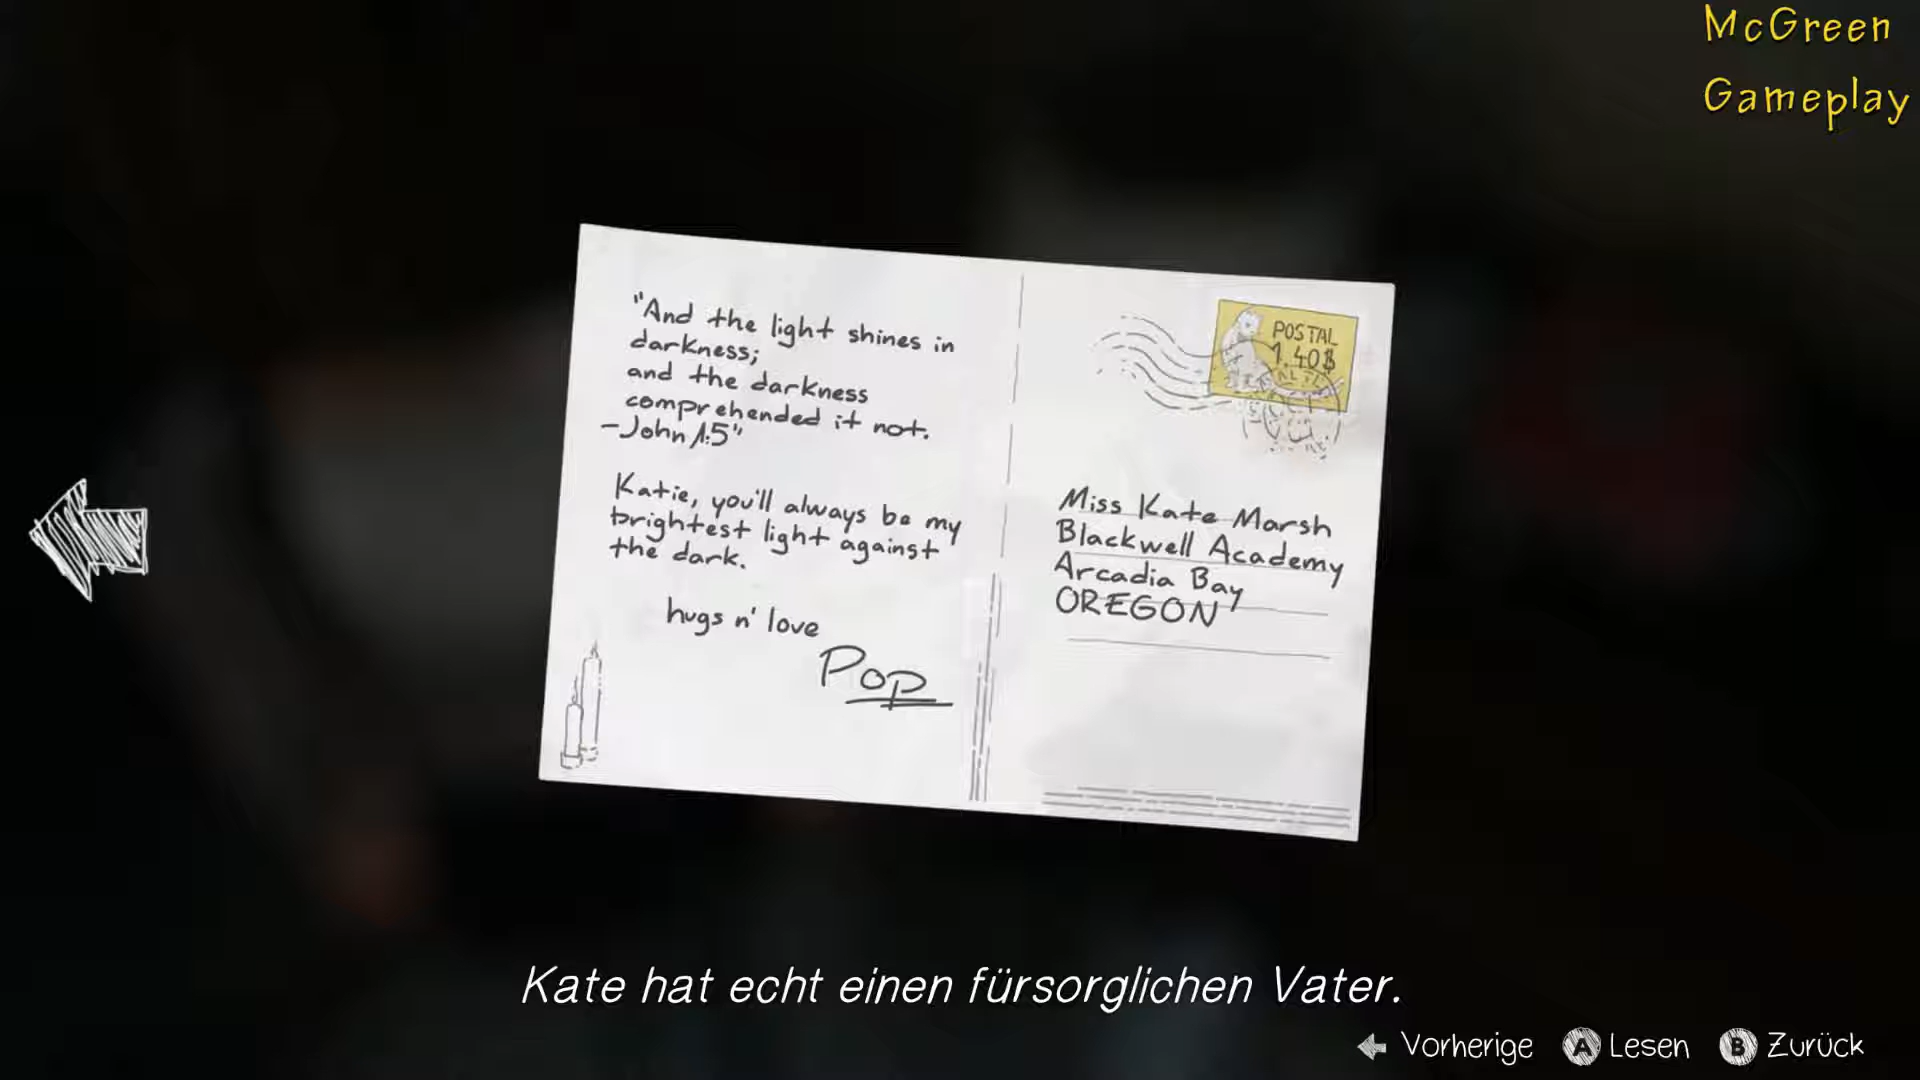 McGreen
Gameplay
"And the light shines in
darkness;
and the darkness
comprehended it not.
-John 1:5"
Katie, you'll always be my
brightest light against
the dark.
hugs n' love
Pop
POSTAL
1.40$
Miss Kate Marsh
Blackwell Academy
Arcadia Bay
OREGON
Kate hat echt einen fürsorglichen Vater.
Vorherige A Lesen B Zurück